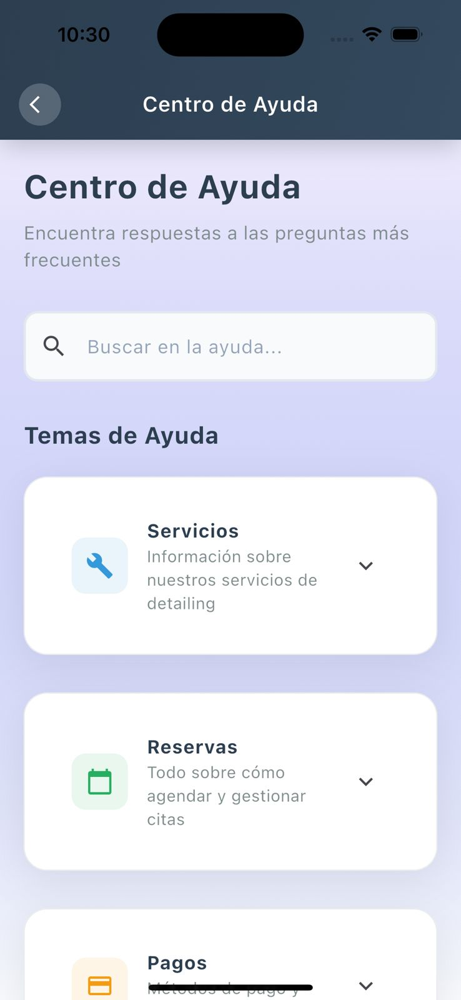 10:30
Centro de Ayuda
Centro de Ayuda
Encuentra respuestas a las preguntas más
frecuentes
Buscar en la ayuda...
Temas de Ayuda
Servicios
Información sobre
nuestros servicios de
detailing
Reservas
Todo sobre cómo
agendar y gestionar
citas
Pagos
Métodos de pago y